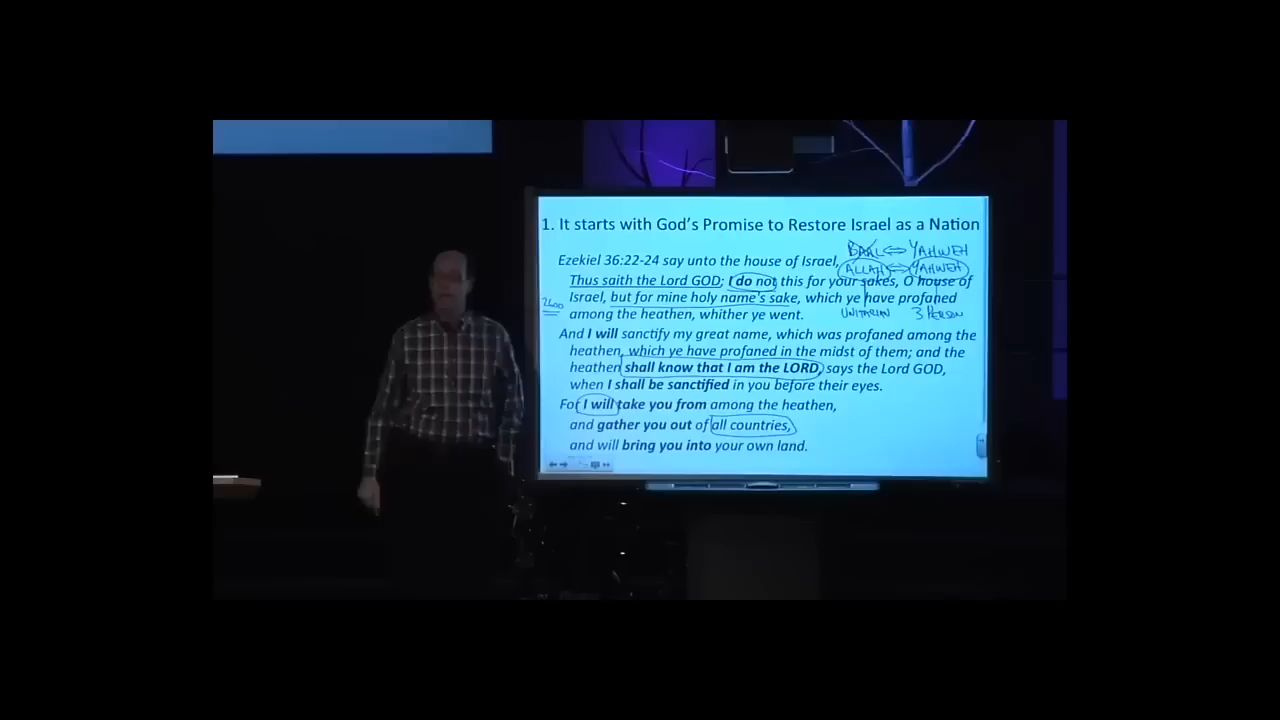 1. It starts with God's Promise to Restore Israel as a Nation
BAAL ⇔ YAHWEH
Ezekiel 36:22-24 say unto the house of Israel,
ALLAH ⇔ YAHWEH
Thus saith the Lord GOD; I do not this for your sakes, O house of
Israel, but for mine holy name's sake, which ye have profaned
2600
among the heathen, whither ye went.
UNITARIAN 3 PERSON
And I will sanctify my great name, which was profaned among the
heathen, which ye have profaned in the midst of them; and the
heathen shall know that I am the LORD, says the Lord GOD,
when I shall be sanctified in you before their eyes.
For I will take you from among the heathen,
and gather you out of all countries,
and will bring you into your own land.